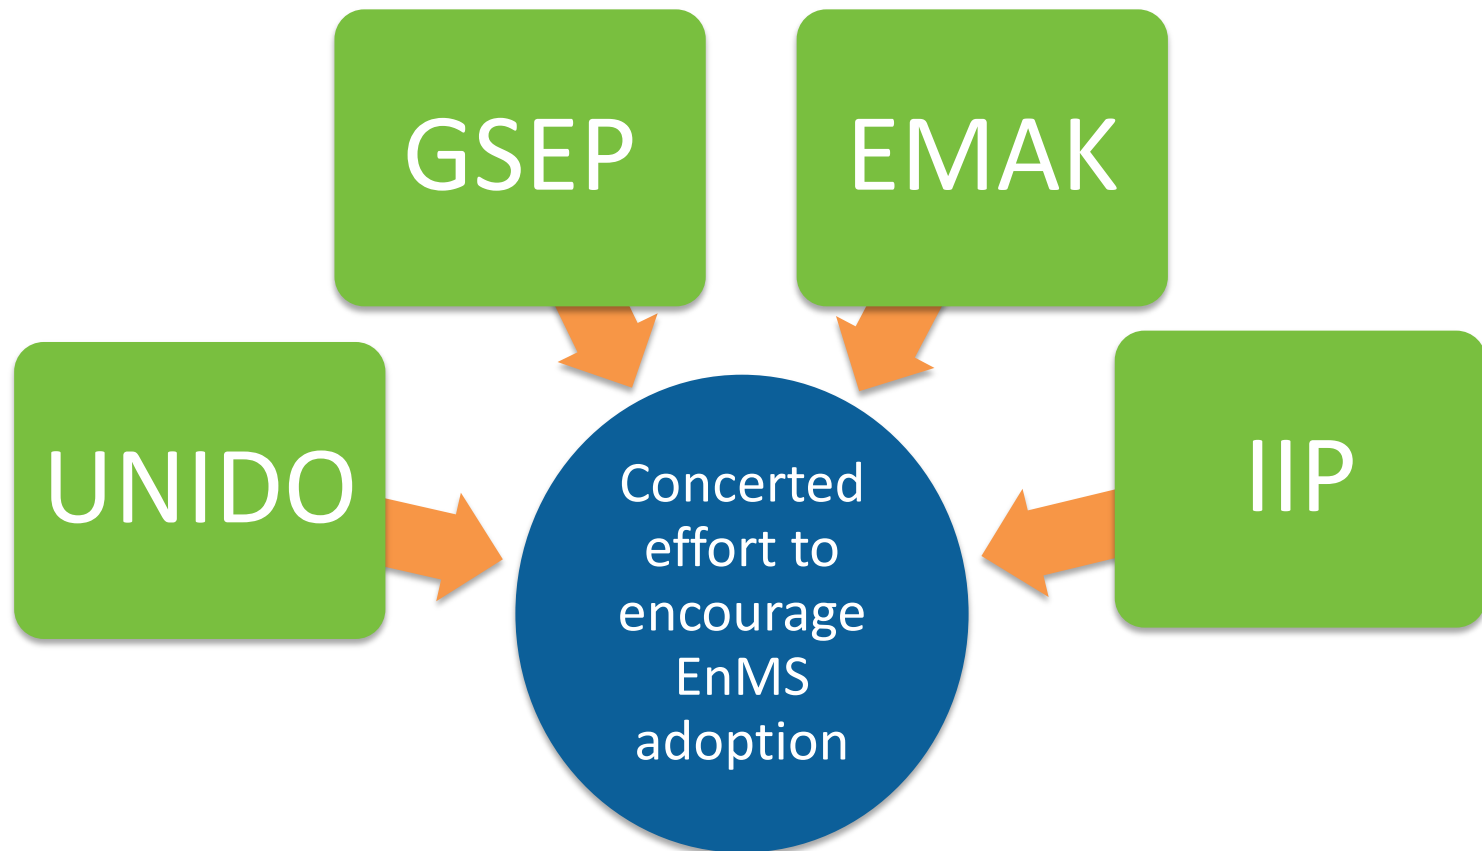 GSEP
EMAK
UNIDO
IIP
Concerted
effort to
encourage
EnMS
adoption